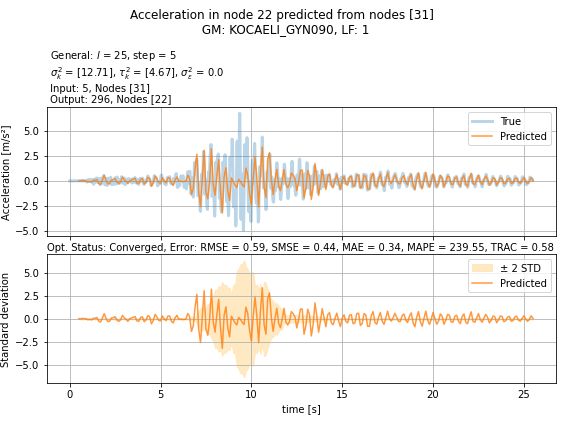 Acceleration in node 22 predicted from nodes [31]
GM: KOCAELI_GYN090, LF: 1
General: l = 25, step = 5
σ²ₖ = [12.71], τ²ₖ = [4.67], σ²ε = 0.0
Input: 5, Nodes [31]
Output: 296, Nodes [22]
Acceleration [m/s²]
5.0
2.5
0.0
−2.5
−5.0
True
Predicted
Opt. Status: Converged, Error: RMSE = 0.59, SMSE = 0.44, MAE = 0.34, MAPE = 239.55, TRAC = 0.58
Standard deviation
5.0
2.5
0.0
−2.5
−5.0
± 2 STD
Predicted
0 5 10 15 20 25
time [s]